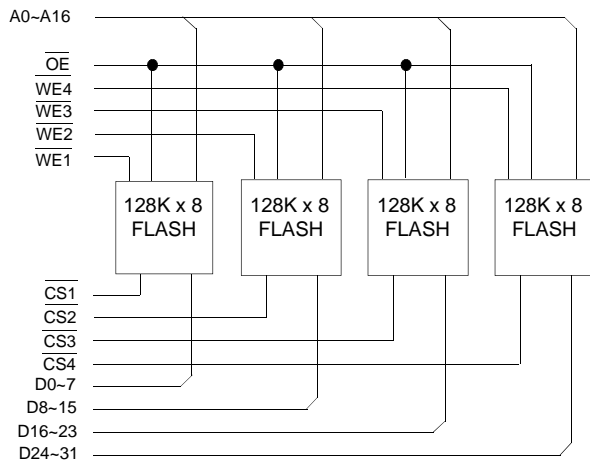 A0~A16
OE
WE4
WE3
WE2
WE1
128K x 8
FLASH
128K x 8
FLASH
128K x 8
FLASH
128K x 8
FLASH
CS1
CS2
CS3
CS4
D0~7
D8~15
D16~23
D24~31